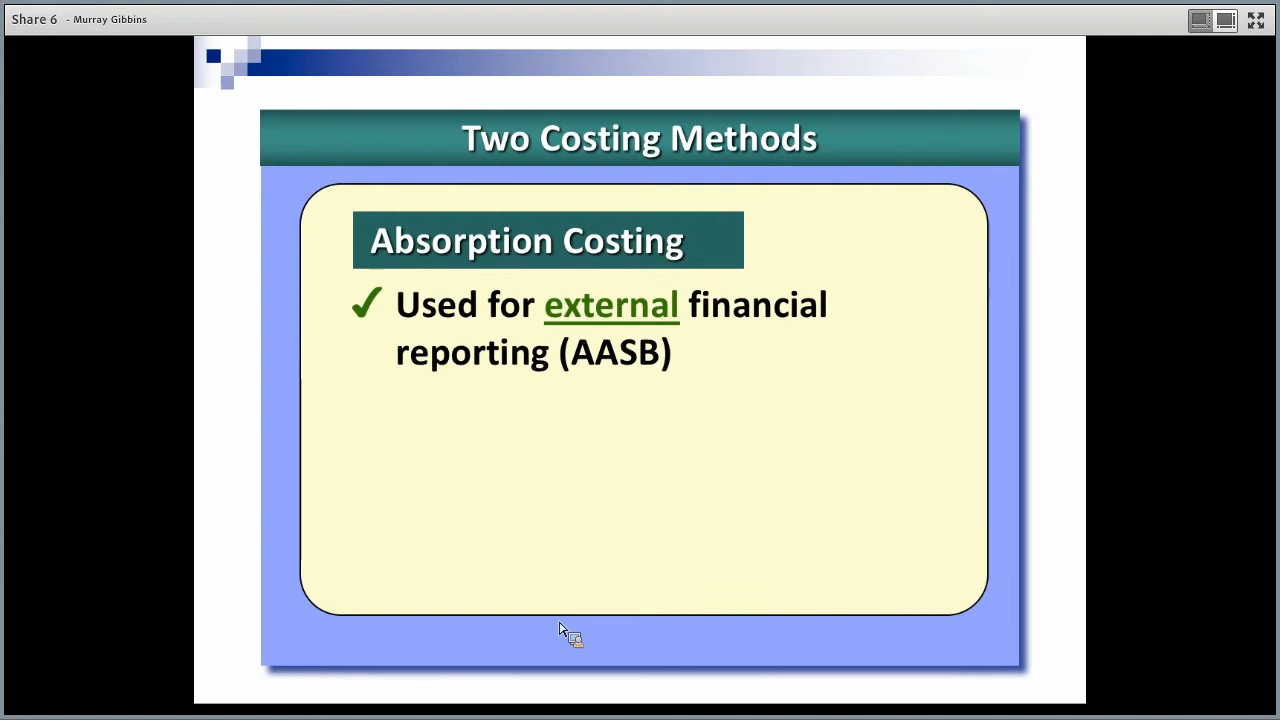 Share 6 - Murray Gibbins
Two Costing Methods
Absorption Costing
✓ Used for external financial
reporting (AASB)